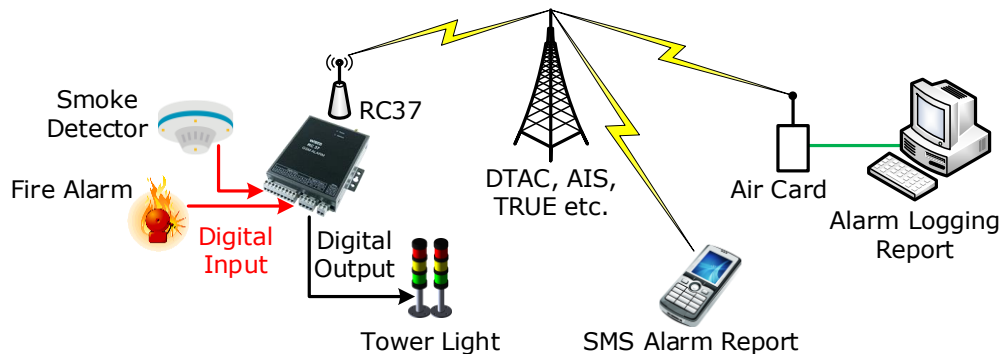 Smoke
Detector
RC37
Fire Alarm
Digital
Input
Digital
Output
Tower Light
DTAC, AIS,
TRUE etc.
SMS Alarm Report
Air Card
Alarm Logging
Report